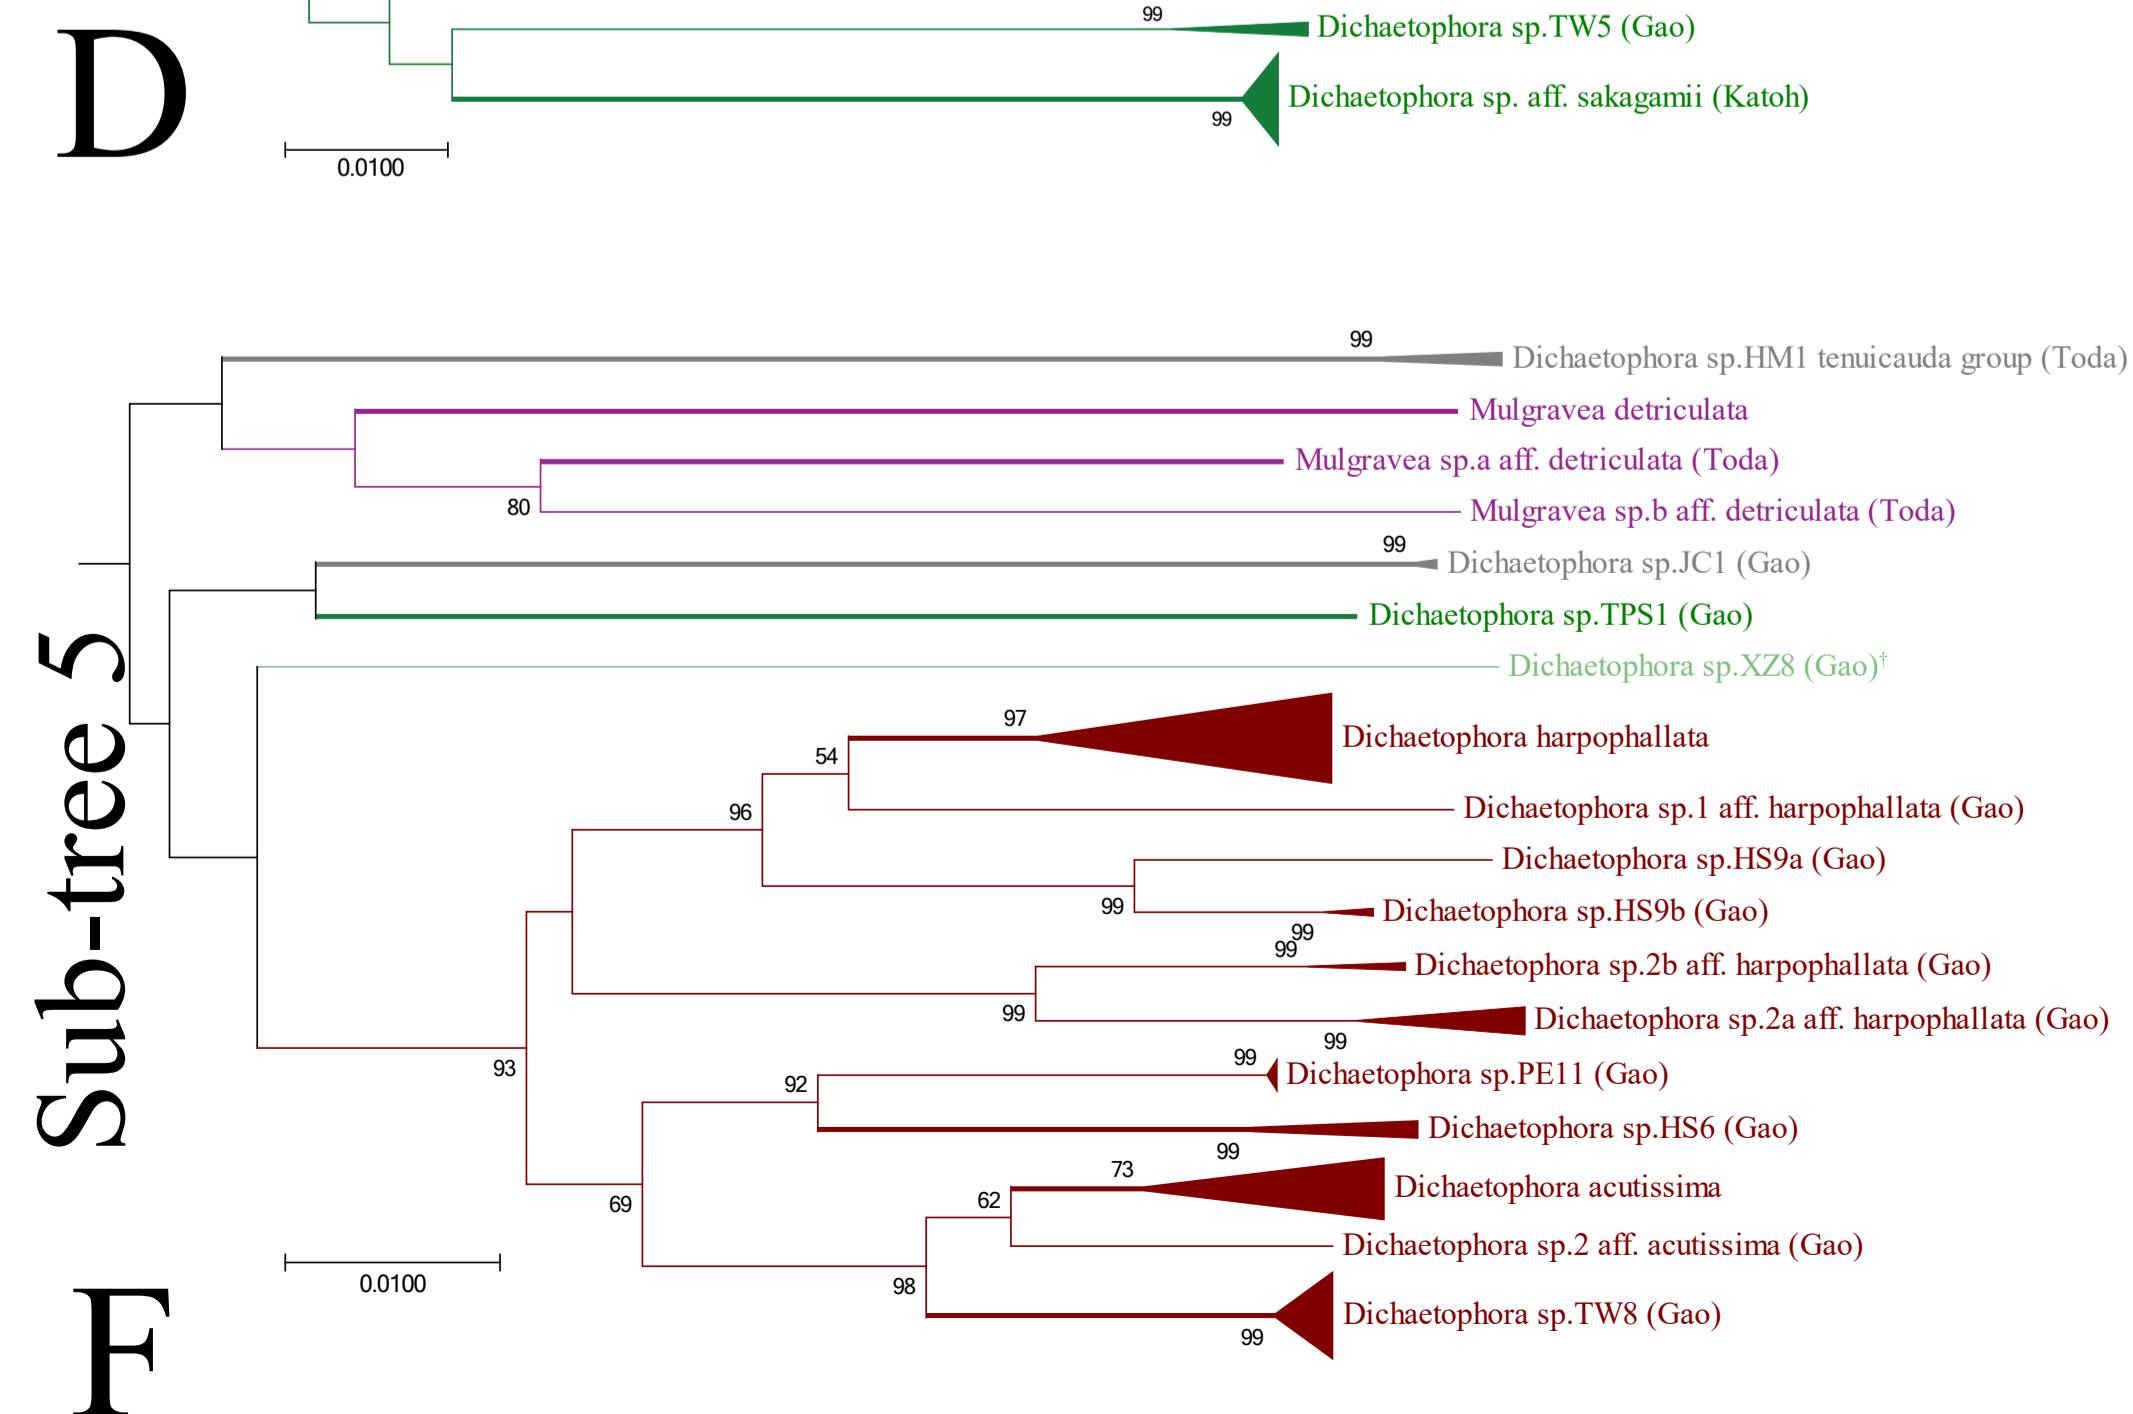 D
99
Dichaetophora sp.TW5 (Gao)
Dichaetophora sp. aff. sakagamii (Katoh)
99
0.0100
Sub-tree 5
99
Dichaetophora sp.HM1 tenuicauda group (Toda)
Mulgravea detriculata
Mulgravea sp.a aff. detriculata (Toda)
80
Mulgravea sp.b aff. detriculata (Toda)
99
Dichaetophora sp.JC1 (Gao)
Dichaetophora sp.TPS1 (Gao)
Dichaetophora sp.XZ8 (Gao)†
97
Dichaetophora harpophallata
54
96
Dichaetophora sp.1 aff. harpophallata (Gao)
Dichaetophora sp.HS9a (Gao)
99
Dichaetophora sp.HS9b (Gao)
99
99
Dichaetophora sp.2b aff. harpophallata (Gao)
99
Dichaetophora sp.2a aff. harpophallata (Gao)
99
93
99
Dichaetophora sp.PE11 (Gao)
92
Dichaetophora sp.HS6 (Gao)
99
73
Dichaetophora acutissima
62
69
Dichaetophora sp.2 aff. acutissima (Gao)
98
Dichaetophora sp.TW8 (Gao)
99
0.0100
F